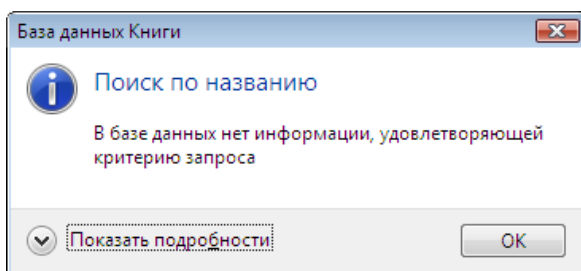 База данных Книги
Поиск по названию
В базе данных нет информации, удовлетворяющей
критерию запроса
Показать подробности
OK